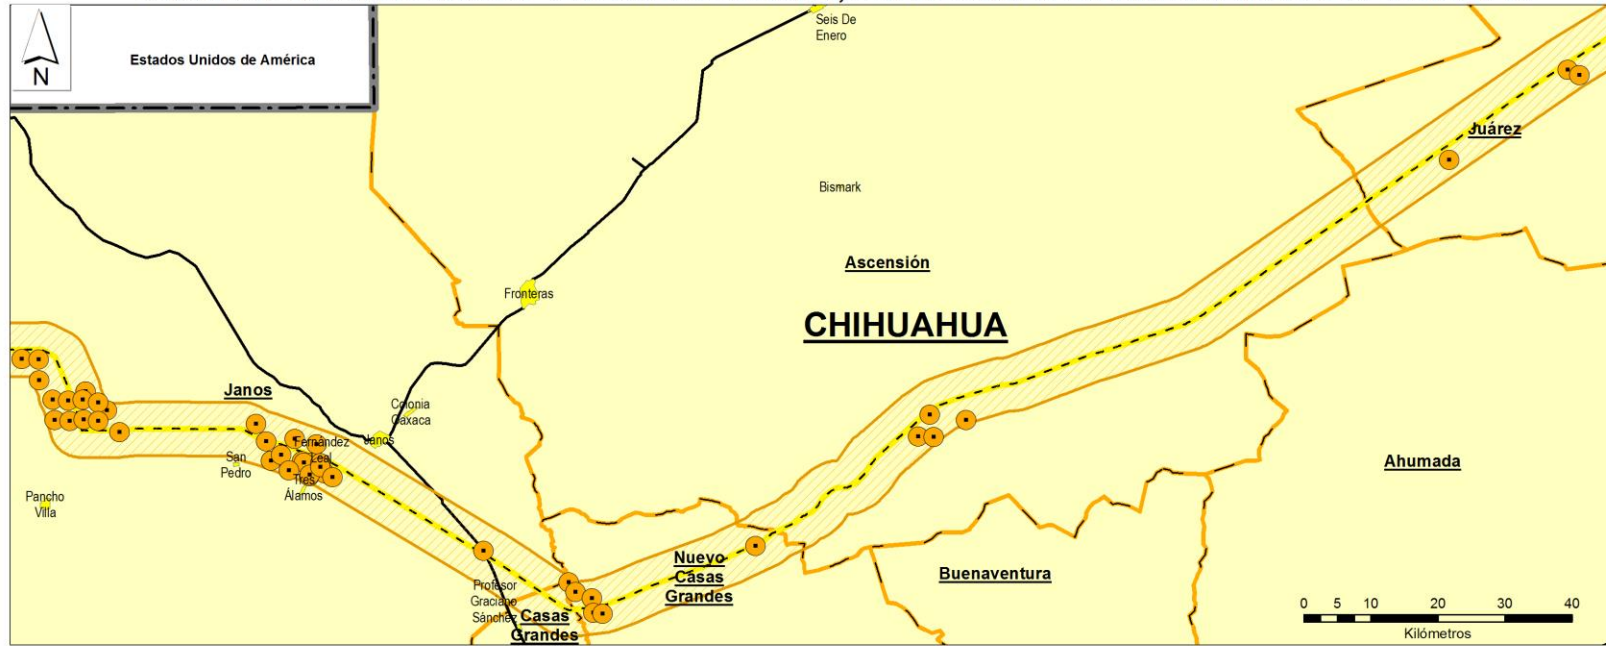 Seis De
Enero
Estados Unidos de América
N
Juárez
Bismark
Ascensión
Fronteras
CHIHUAHUA
Janos
Colonia
Oaxaca
Janos
Fernández
Leal
San
Pedro
Tres
Álamos
Ahumada
Pancho
Villa
Nuevo
Casas
Grandes
Buenaventura
Profesor
Graciano
Sánchez
Casas
Grandes
0 5 10 20 30 40
Kilómetros